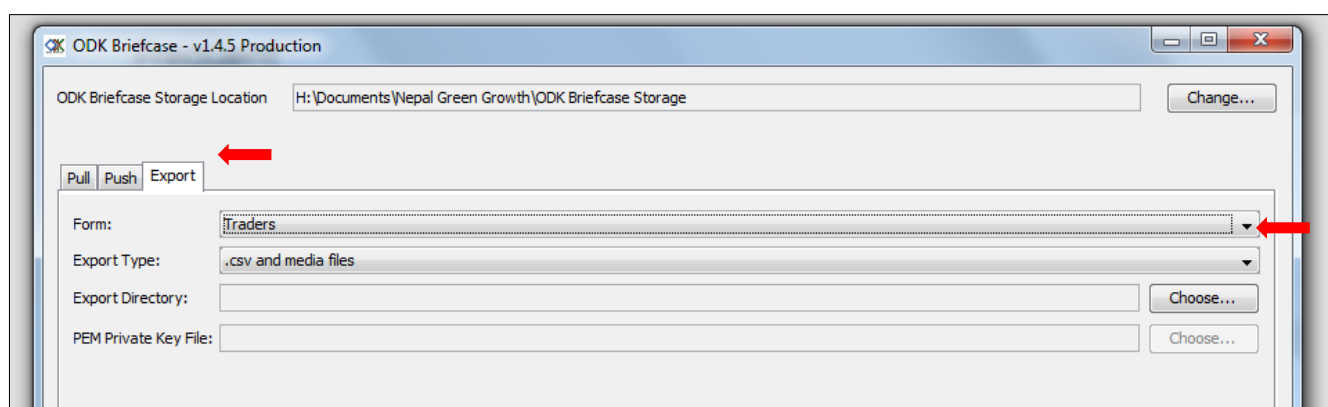 ODK Briefcase - v1.4.5 Production
ODK Briefcase Storage Location H:\Documents\Nepal Green Growth\ODK Briefcase Storage Change...
Pull Push Export
Form: Traders
Export Type: .csv and media files
Export Directory: Choose...
PEM Private Key File: Choose...